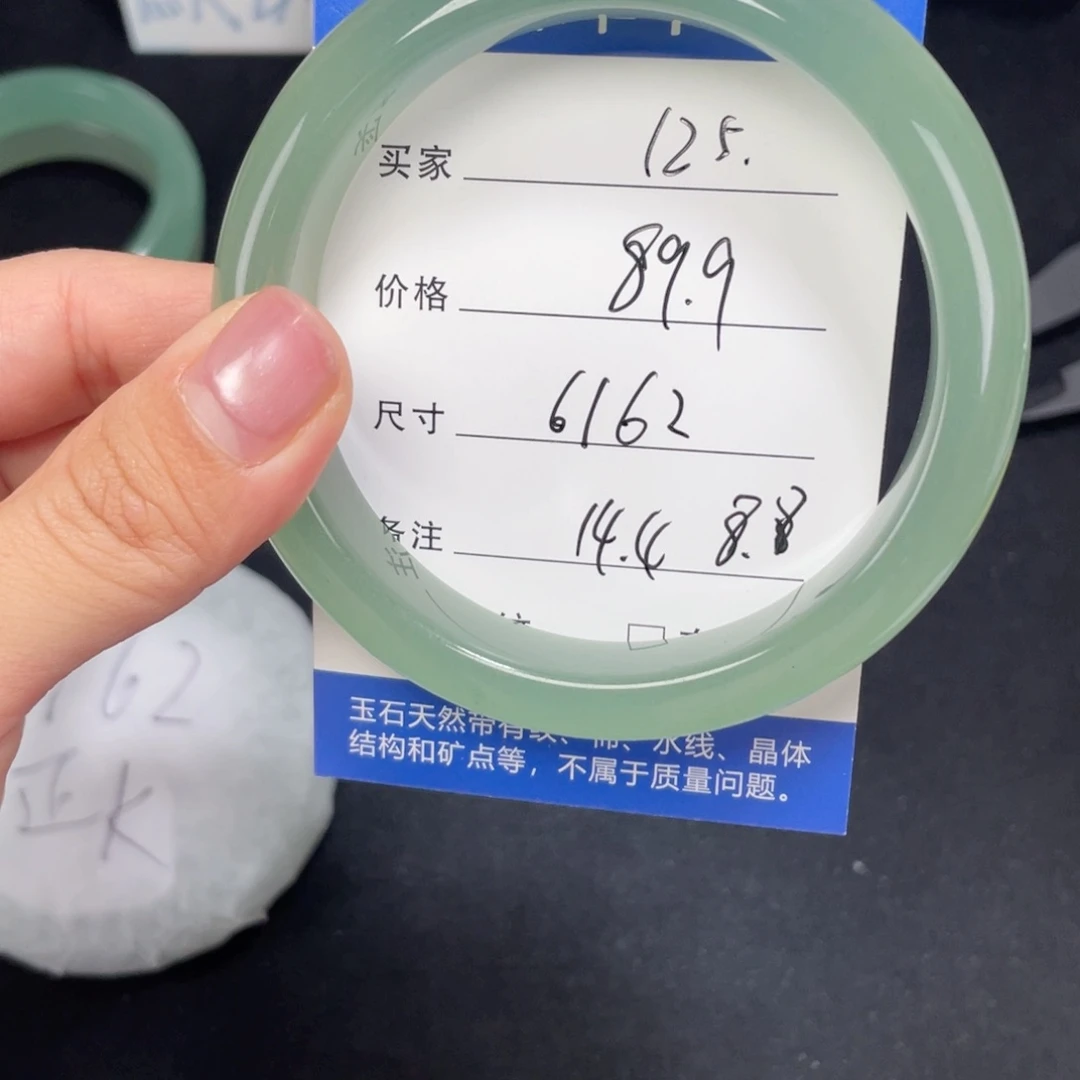 买家 125.
价格 89.9
尺寸 6162
备注 14.4 8.8
玉石天然带有纹、棉、水线、晶体
结构和矿点等，不属于质量问题。
62
正K